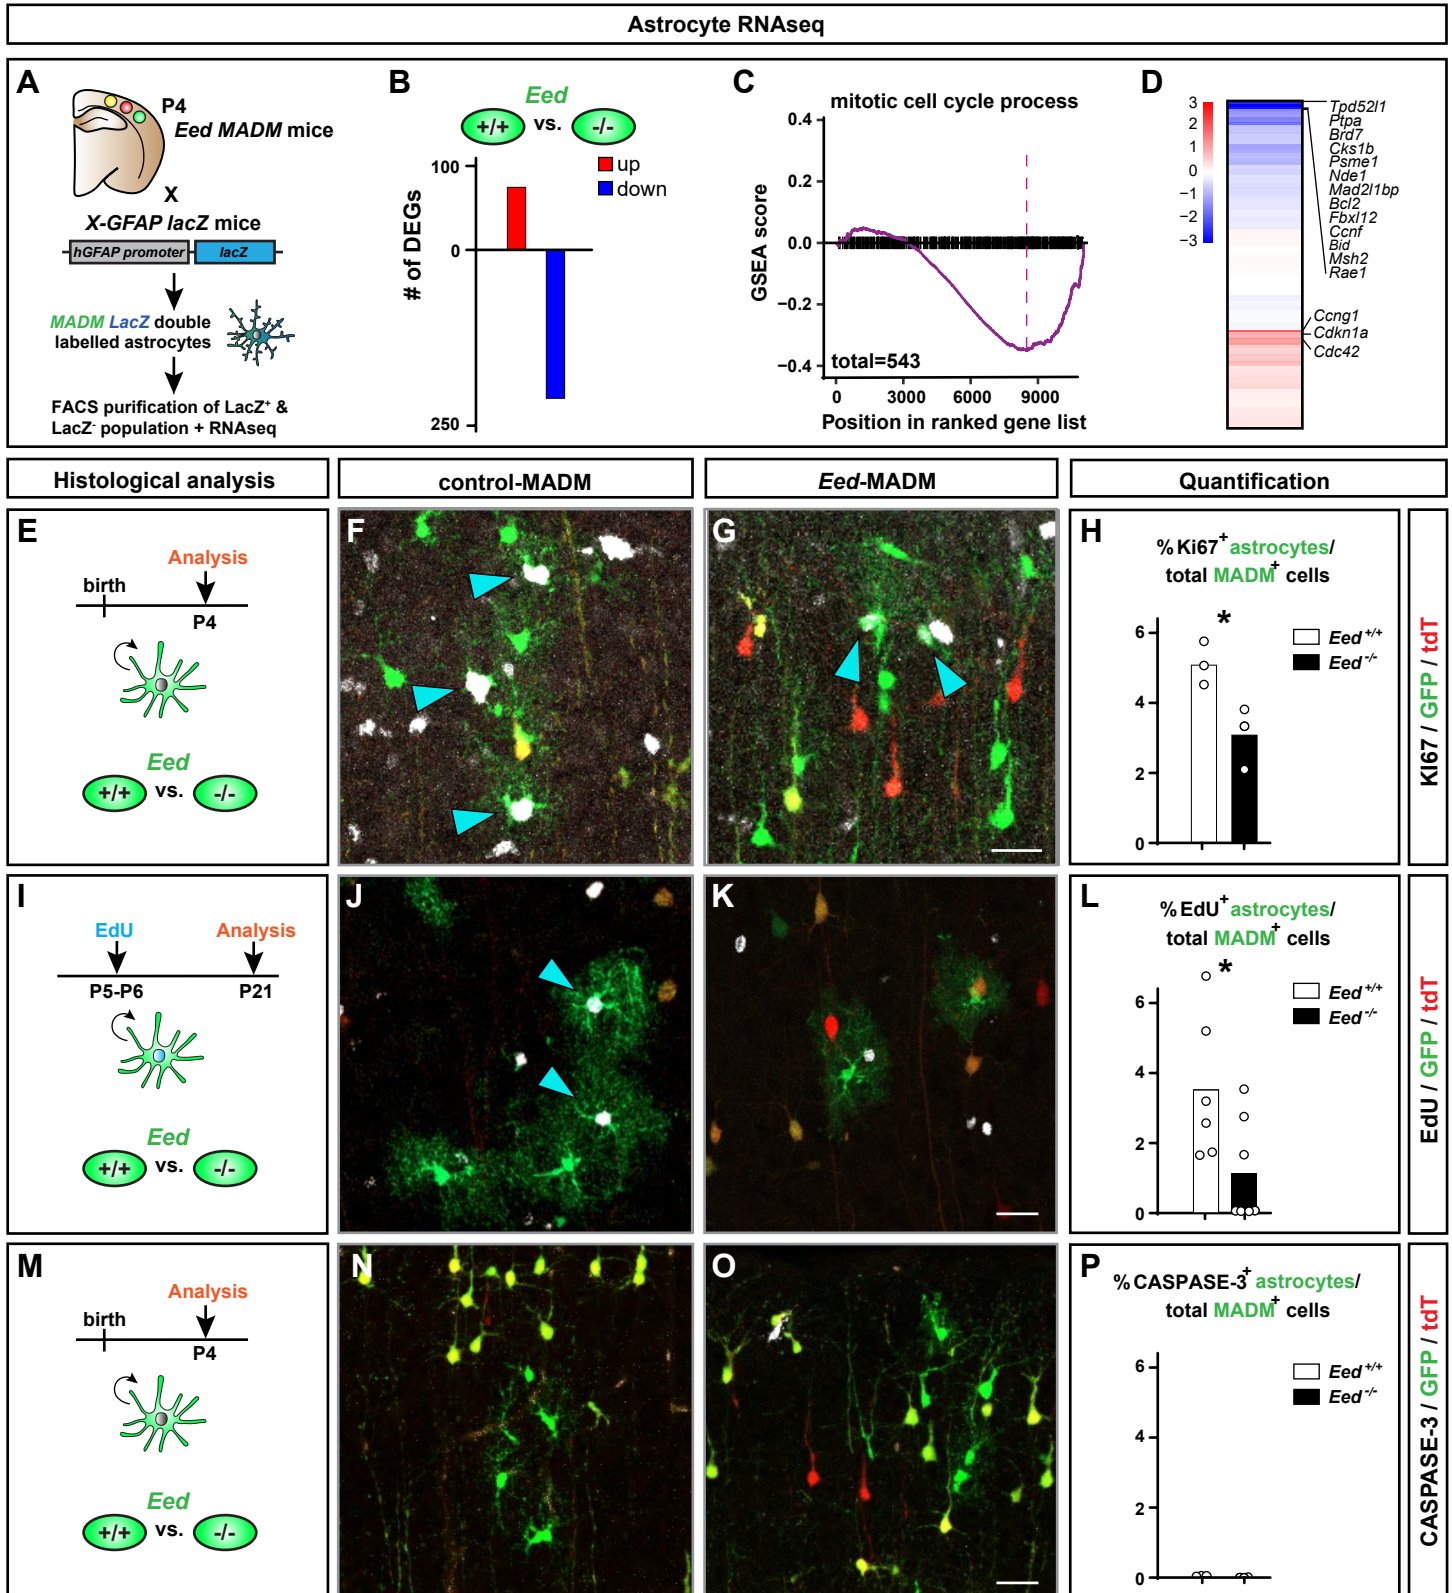 Astrocyte RNAseq
A
P4
Eed MADM mice
X
X-GFAP lacZ mice
hGFAP promoter
lacZ
MADM LacZ double
labelled astrocytes
FACS purification of LacZ⁺ &
LacZ⁻ population + RNAseq
B
Eed
+/+ vs. -/-
up
down
# of DEGs
100
0
250
C
mitotic cell cycle process
GSEA score
0.4
0.2
0.0
−0.2
−0.4
total=543
0 3000 6000 9000
Position in ranked gene list
D
3
2
1
0
−1
−2
−3
Tpd52l1
Ptpa
Brd7
Cks1b
Psme1
Nde1
Mad2l1bp
Bcl2
Fbxl12
Ccnf
Bid
Msh2
Rae1
Ccng1
Cdkn1a
Cdc42
Histological analysis
control-MADM
Eed-MADM
Quantification
E
Analysis
birth
P4
Eed
+/+ vs. -/-
F
G
H
% Ki67⁺ astrocytes/
total MADM⁺ cells
*
6
4
2
0
Eed +/+
Eed -/-
KI67 / GFP / tdT
I
EdU
Analysis
P5-P6
P21
Eed
+/+ vs. -/-
J
K
L
% EdU⁺ astrocytes/
total MADM⁺ cells
*
6
4
2
0
Eed +/+
Eed -/-
EdU / GFP / tdT
M
Analysis
birth
P4
Eed
+/+ vs. -/-
N
O
P
% CASPASE-3⁺ astrocytes/
total MADM⁺ cells
6
4
2
0
Eed +/+
Eed -/-
CASPASE-3 / GFP / tdT